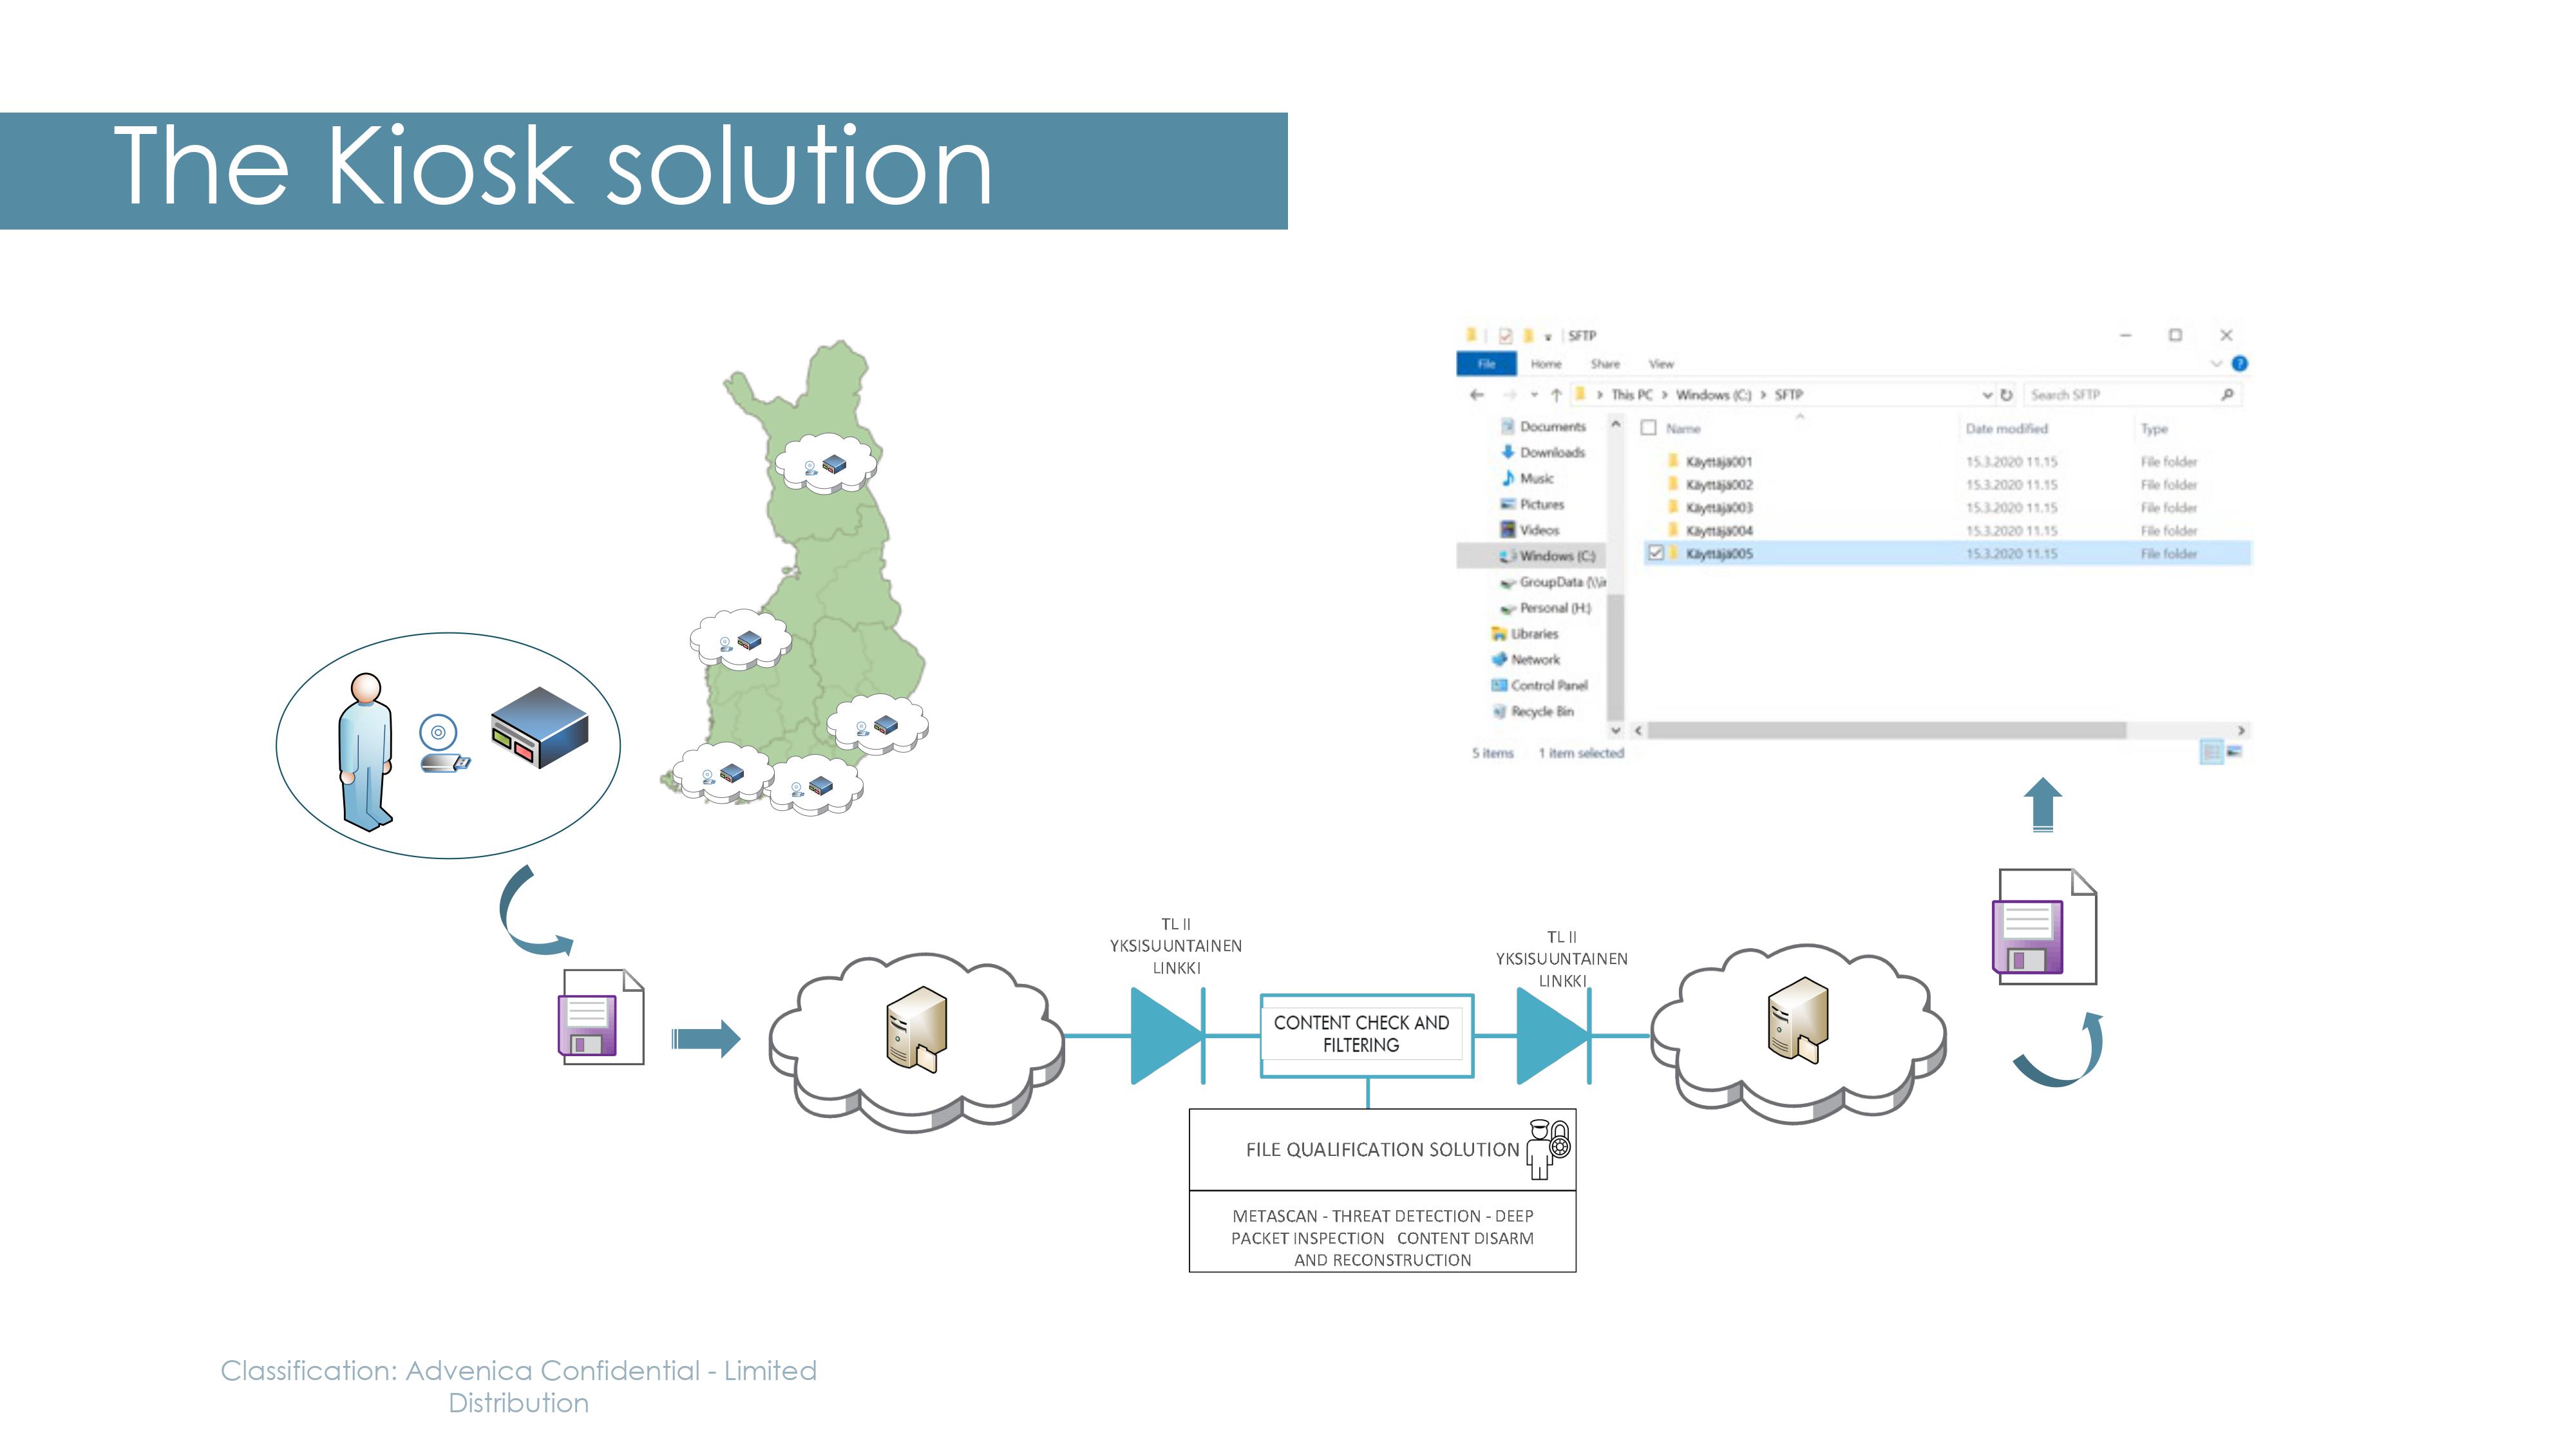 The Kiosk solution
SFTP
File Home Share View
This PC > Windows (C:) > SFTP
Search SFTP
Documents
Downloads
Music
Pictures
Videos
Windows (C:)
GroupData (\\ir
Personal (H:)
Libraries
Network
Control Panel
Recycle Bin
Name Date modified Type
Käyttäjä001 15.3.2020 11.15 File folder
Käyttäjä002 15.3.2020 11.15 File folder
Käyttäjä003 15.3.2020 11.15 File folder
Käyttäjä004 15.3.2020 11.15 File folder
Käyttäjä005 15.3.2020 11.15 File folder
5 items 1 item selected
TL II
YKSISUUNTAINEN
LINKKI
CONTENT CHECK AND
FILTERING
TL II
YKSISUUNTAINEN
LINKKI
FILE QUALIFICATION SOLUTION
METASCAN - THREAT DETECTION - DEEP
PACKET INSPECTION CONTENT DISARM
AND RECONSTRUCTION
Classification: Advenica Confidential - Limited
Distribution